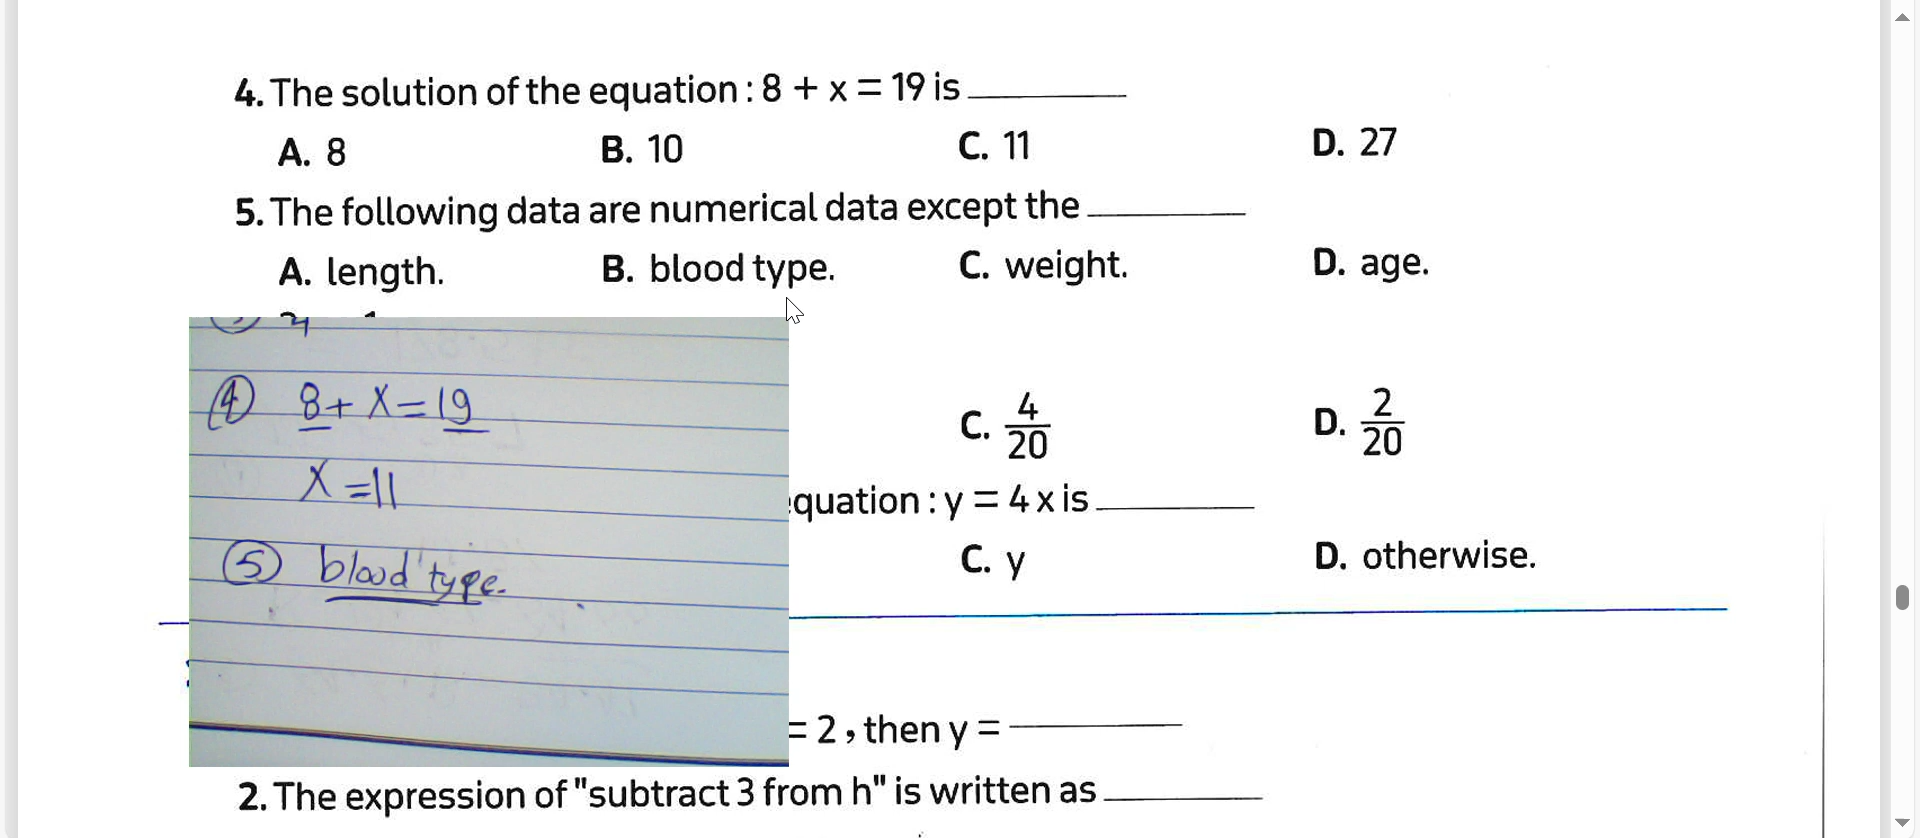 4. The solution of the equation : 8 + x = 19 is
A. 8 B. 10 C. 11 D. 27
5. The following data are numerical data except the
A. length. B. blood type. C. weight. D. age.
④ 8 + x = 19
x = 11
⑤ blood type.
C. 4/20 D. 2/20
quation : y = 4 x is
C. y D. otherwise.
= 2 , then y =
2. The expression of "subtract 3 from h" is written as